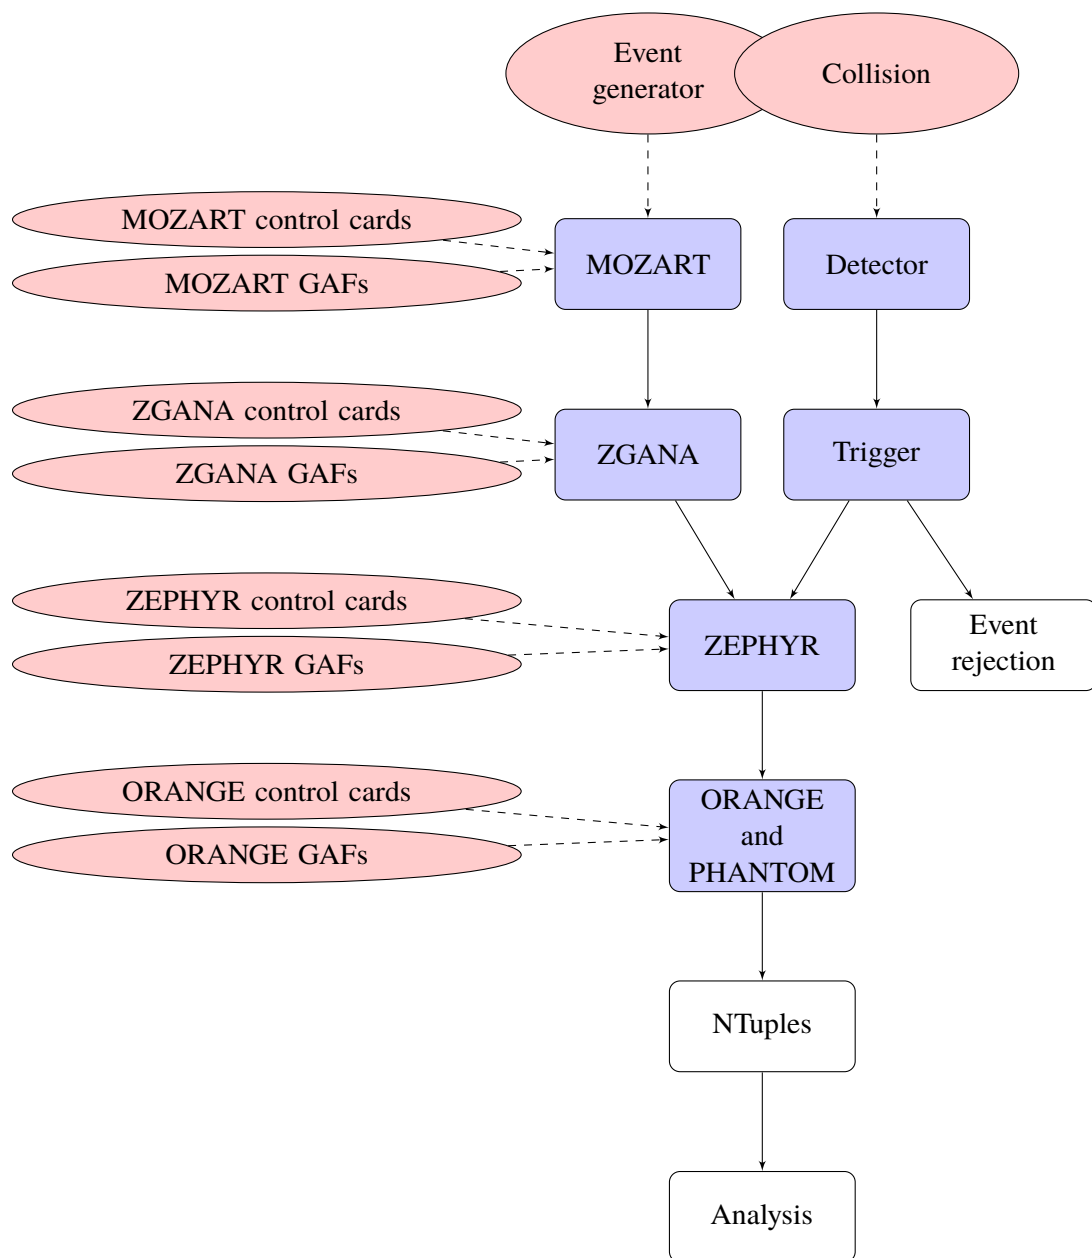 Event
generator
Collision
MOZART control cards
MOZART GAFs
MOZART
Detector
ZGANA control cards
ZGANA GAFs
ZGANA
Trigger
ZEPHYR control cards
ZEPHYR GAFs
ZEPHYR
Event
rejection
ORANGE control cards
ORANGE GAFs
ORANGE
and
PHANTOM
NTuples
Analysis